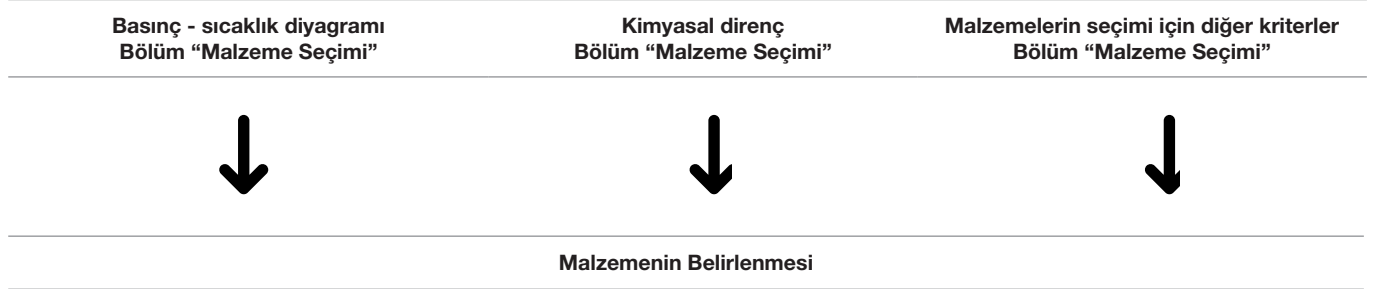 Basınç - sıcaklık diyagramı
Bölüm “Malzeme Seçimi”
Kimyasal direnç
Bölüm “Malzeme Seçimi”
Malzemelerin seçimi için diğer kriterler
Bölüm “Malzeme Seçimi”
Malzemenin Belirlenmesi